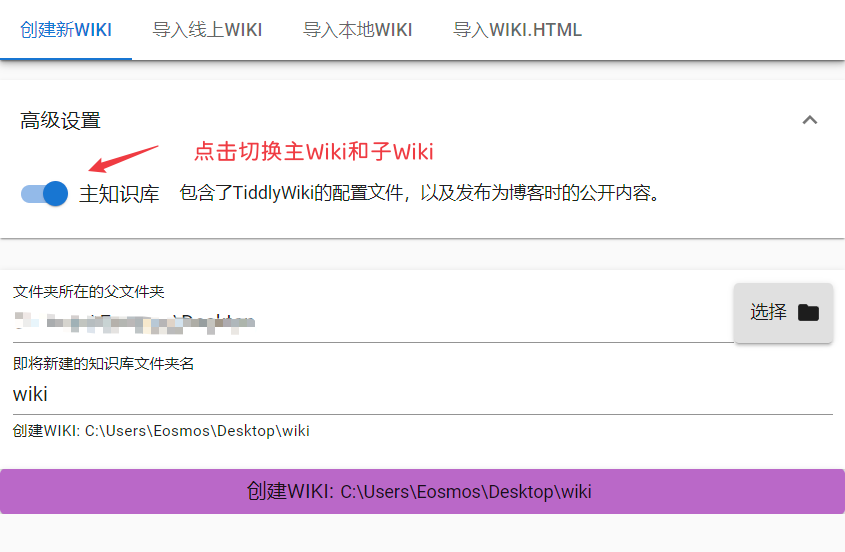 创建新WIKI 导入线上WIKI 导入本地WIKI 导入WIKI.HTML
高级设置
点击切换主Wiki和子Wiki
主知识库 包含了TiddlyWiki的配置文件，以及发布为博客时的公开内容。
文件夹所在的父文件夹
选择
即将新建的知识库文件夹名
wiki
创建WIKI: C:\Users\Eosmos\Desktop\wiki
创建WIKI: C:\Users\Eosmos\Desktop\wiki